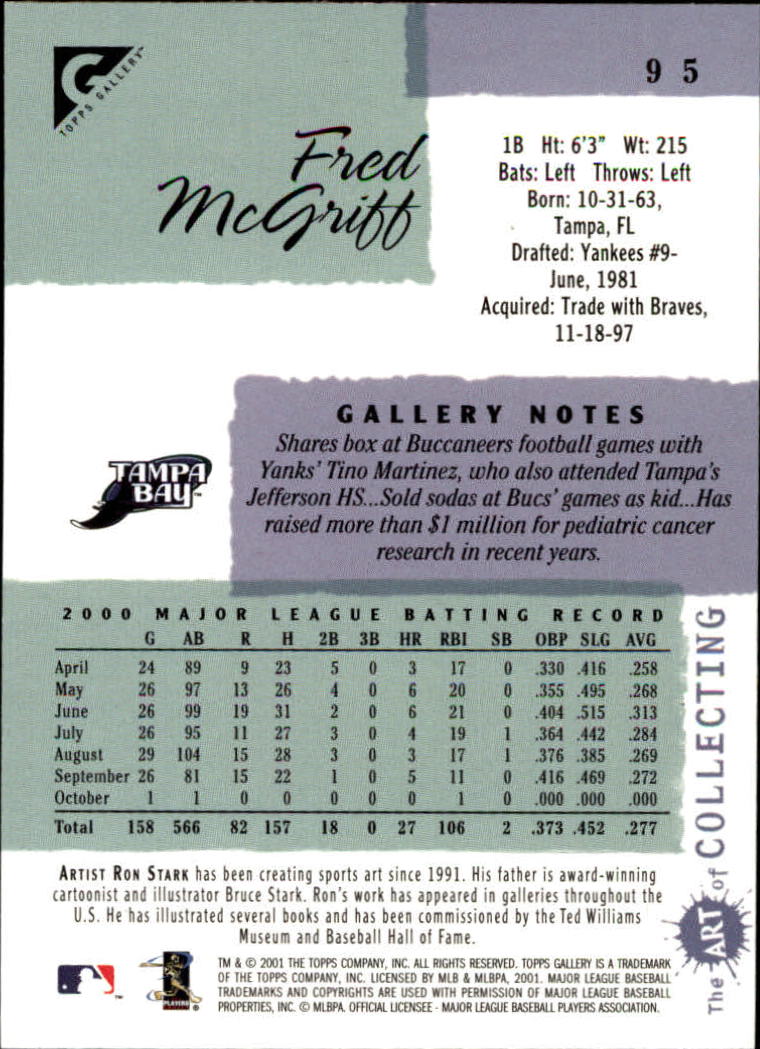 G
TOPPS GALLERY™
95
Fred
McGriff
1B Ht: 6'3" Wt: 215
Bats: Left Throws: Left
Born: 10-31-63,
Tampa, FL
Drafted: Yankees #9-
June, 1981
Acquired: Trade with Braves,
11-18-97
GALLERY NOTES
Shares box at Buccaneers football games with
Yanks' Tino Martinez, who also attended Tampa's
Jefferson HS...Sold sodas at Bucs' games as kid...Has
raised more than $1 million for pediatric cancer
research in recent years.
TAMPA
BAY™
2000 MAJOR LEAGUE BATTING RECORD
G AB R H 2B 3B HR RBI SB OBP SLG AVG
April 24 89 9 23 5 0 3 17 0 .330 .416 .258
May 26 97 13 26 4 0 6 20 0 .355 .495 .268
June 26 99 19 31 2 0 6 21 0 .404 .515 .313
July 26 95 11 27 3 0 4 19 1 .364 .442 .284
August 29 104 15 28 3 0 3 17 1 .376 .385 .269
September 26 81 15 22 1 0 5 11 0 .416 .469 .272
October 1 1 0 0 0 0 0 1 0 .000 .000 .000
Total 158 566 82 157 18 0 27 106 2 .373 .452 .277
ARTIST RON STARK has been creating sports art since 1991. His father is award-winning
cartoonist and illustrator Bruce Stark. Ron's work has appeared in galleries throughout the
U.S. He has illustrated several books and has been commissioned by the Ted Williams
Museum and Baseball Hall of Fame.
The ART of COLLECTING
™
PLAYERS
®
TM & © 2001 THE TOPPS COMPANY, INC. ALL RIGHTS RESERVED. TOPPS GALLERY IS A TRADEMARK
OF THE TOPPS COMPANY, INC. LICENSED BY MLB & MLBPA, 2001. MAJOR LEAGUE BASEBALL
TRADEMARKS AND COPYRIGHTS ARE USED WITH PERMISSION OF MAJOR LEAGUE BASEBALL
PROPERTIES, INC. © MLBPA. OFFICIAL LICENSEE - MAJOR LEAGUE BASEBALL PLAYERS ASSOCIATION.